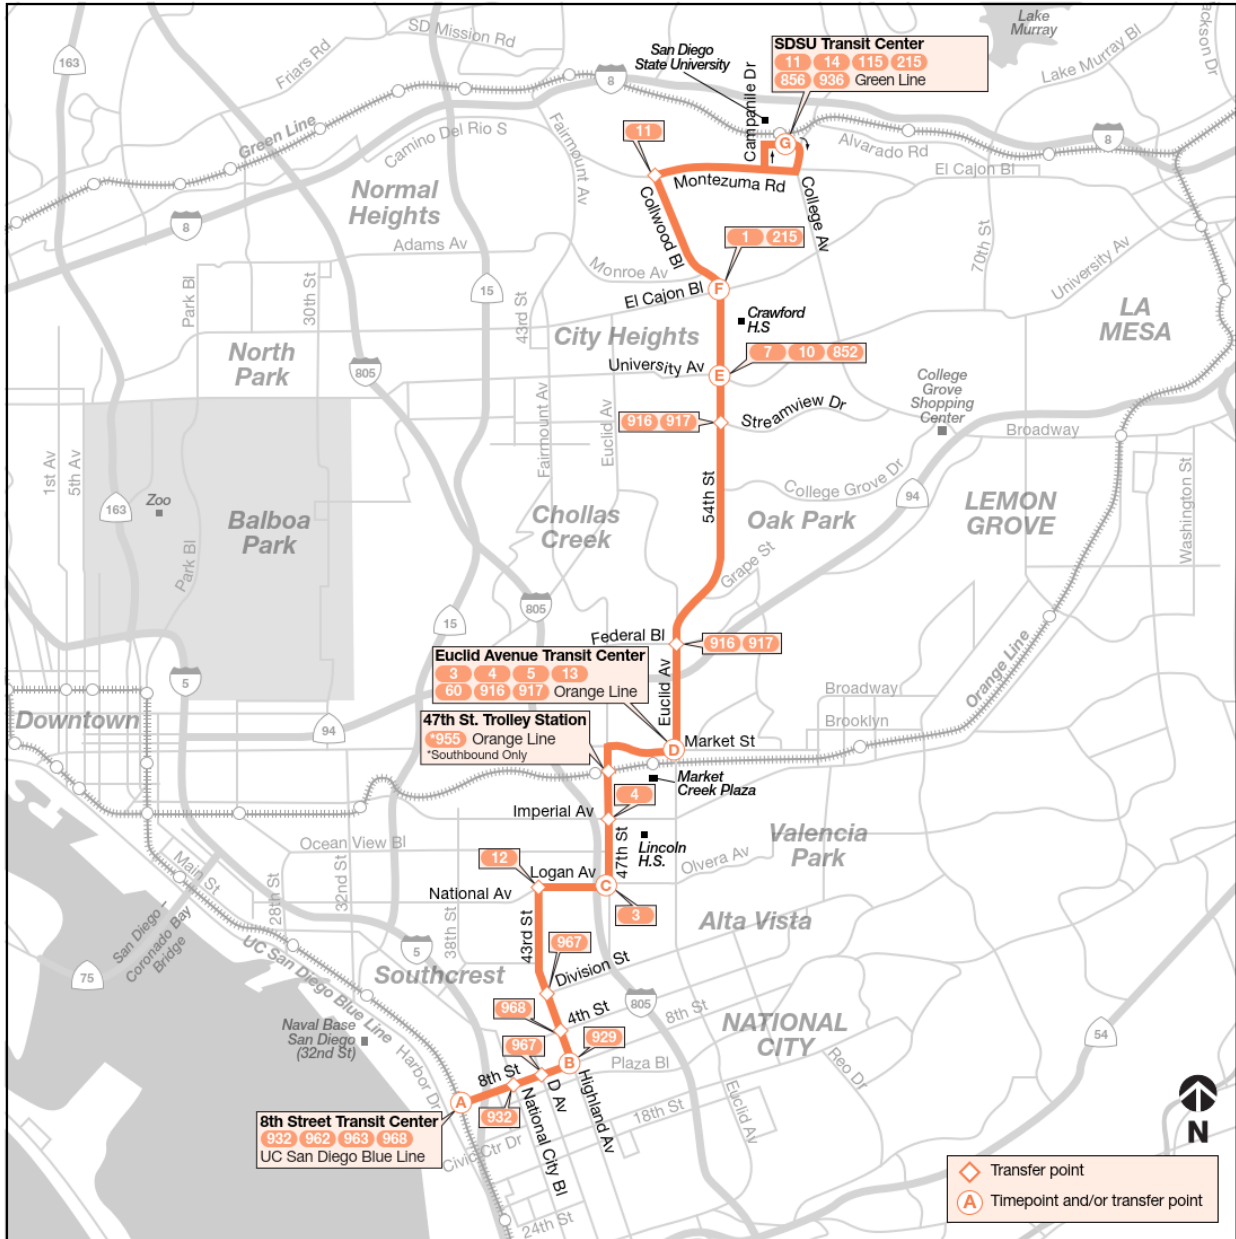 Lake
Murray
Jackson Dr
Lake Murray Bl
SD Mission Rd
163
Friars Rd
San Diego
State University
SDSU Transit Center
11 14 115 215
856 936 Green Line
8
Campanile Dr
G
Green Line
Camino Del Rio S
Fairmount Av
11
Alvarado Rd
8
El Cajon Bl
Montezuma Rd
College Av
Normal
Heights
8
Adams Av
Collwood Bl
1 215
70th St
University Av
Monroe Av
15
El Cajon Bl
F
Park Bl
30th St
43rd St
Crawford
H.S
LA
MESA
City Heights
North
Park
805
University Av
E
7 10 852
College
Grove
Shopping
Center
Fairmount Av
Euclid Av
916 917
Streamview Dr
Broadway
1st Av
5th Av
163
Zoo
Balboa
Park
Park Bl
Chollas
Creek
54th St
College Grove Dr
94
Oak Park
LEMON
GROVE
Washington St
Grape St
805
15
Federal Bl
916 917
Euclid Avenue Transit Center
3 4 5 13
60 916 917 Orange Line
Euclid Av
Orange Line
5
Broadway
Brooklyn
Downtown
94
47th St. Trolley Station
*955 Orange Line
*Southbound Only
D
Market St
Market
Creek Plaza
Imperial Av
4
Ocean View Bl
47th St
Lincoln
H.S.
Valencia
Park
Olvera Av
Main St
28th St
32nd St
12
Logan Av
National Av
C
3
38th St
43rd St
Alta Vista
San Diego -
Coronado Bay
Bridge
75
UC San Diego Blue Line
5
Southcrest
967
Division St
968
4th St
805
8th St
NATIONAL
CITY
54
Naval Base
San Diego
(32nd St)
Harbor Dr
967
929
B
Plaza Bl
Reo Dr
8th St
A
932
D Av
National City Bl
Highland Av
18th St
Euclid Av
8th Street Transit Center
932 962 963 968
UC San Diego Blue Line
Civic Ctr Dr
24th St
N
Transfer point
A Timepoint and/or transfer point